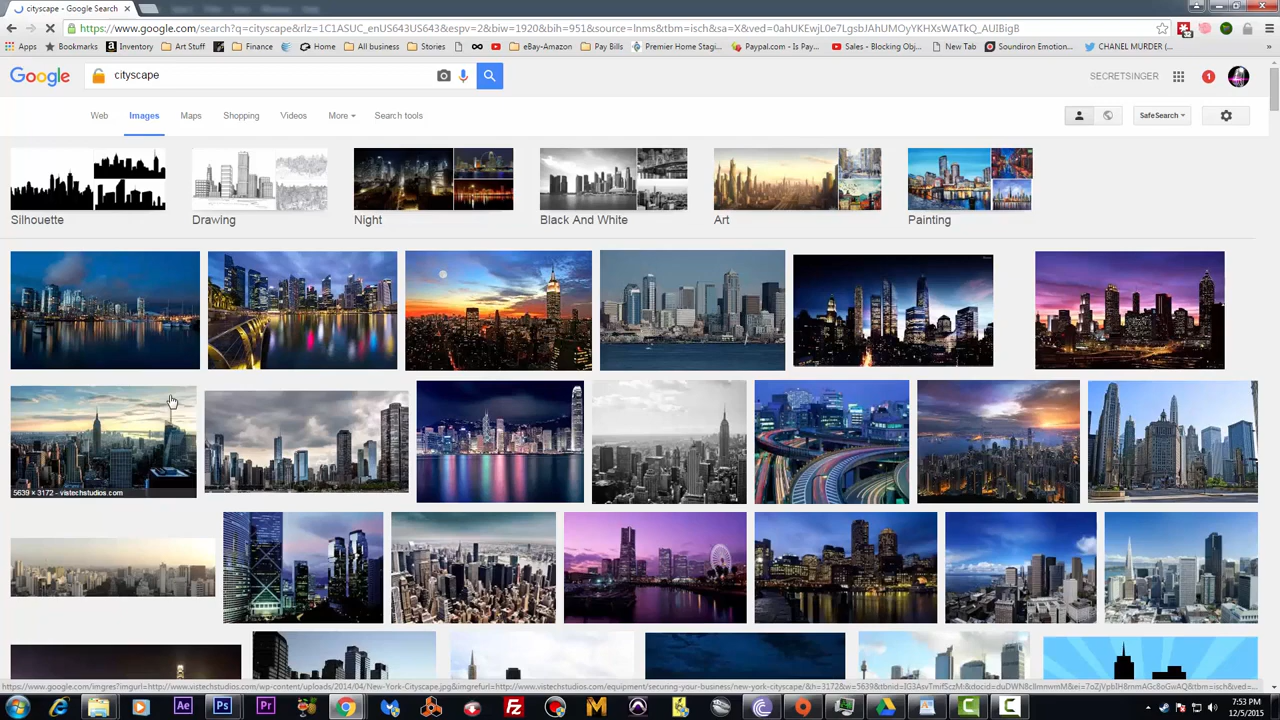 cityscape - Google Search
https://www.google.com/search?q=cityscape&rlz=1C1ASUC_enUS643US643&espv=2&biw=1920&bih=951&source=lnms&tbm=isch&sa=X&ved=0ahUKEwjL0e7LgsbJAhUMOyYKHXsWATkQ_AUIBigB
Apps Bookmarks Inventory Art Stuff Finance Home All business Stories eBay-Amazon Pay Bills Premier Home Stagi... Paypal.com - Is Pay... Sales - Blocking Obj... New Tab Soundiron Emotion... CHANEL MURDER (...
Google cityscape SECRETSINGER 1
Web Images Maps Shopping Videos More Search tools SafeSearch
Silhouette Drawing Night Black And White Art Painting
5639 × 3172 - vistechstudios.com
7:53 PM
12/5/2015